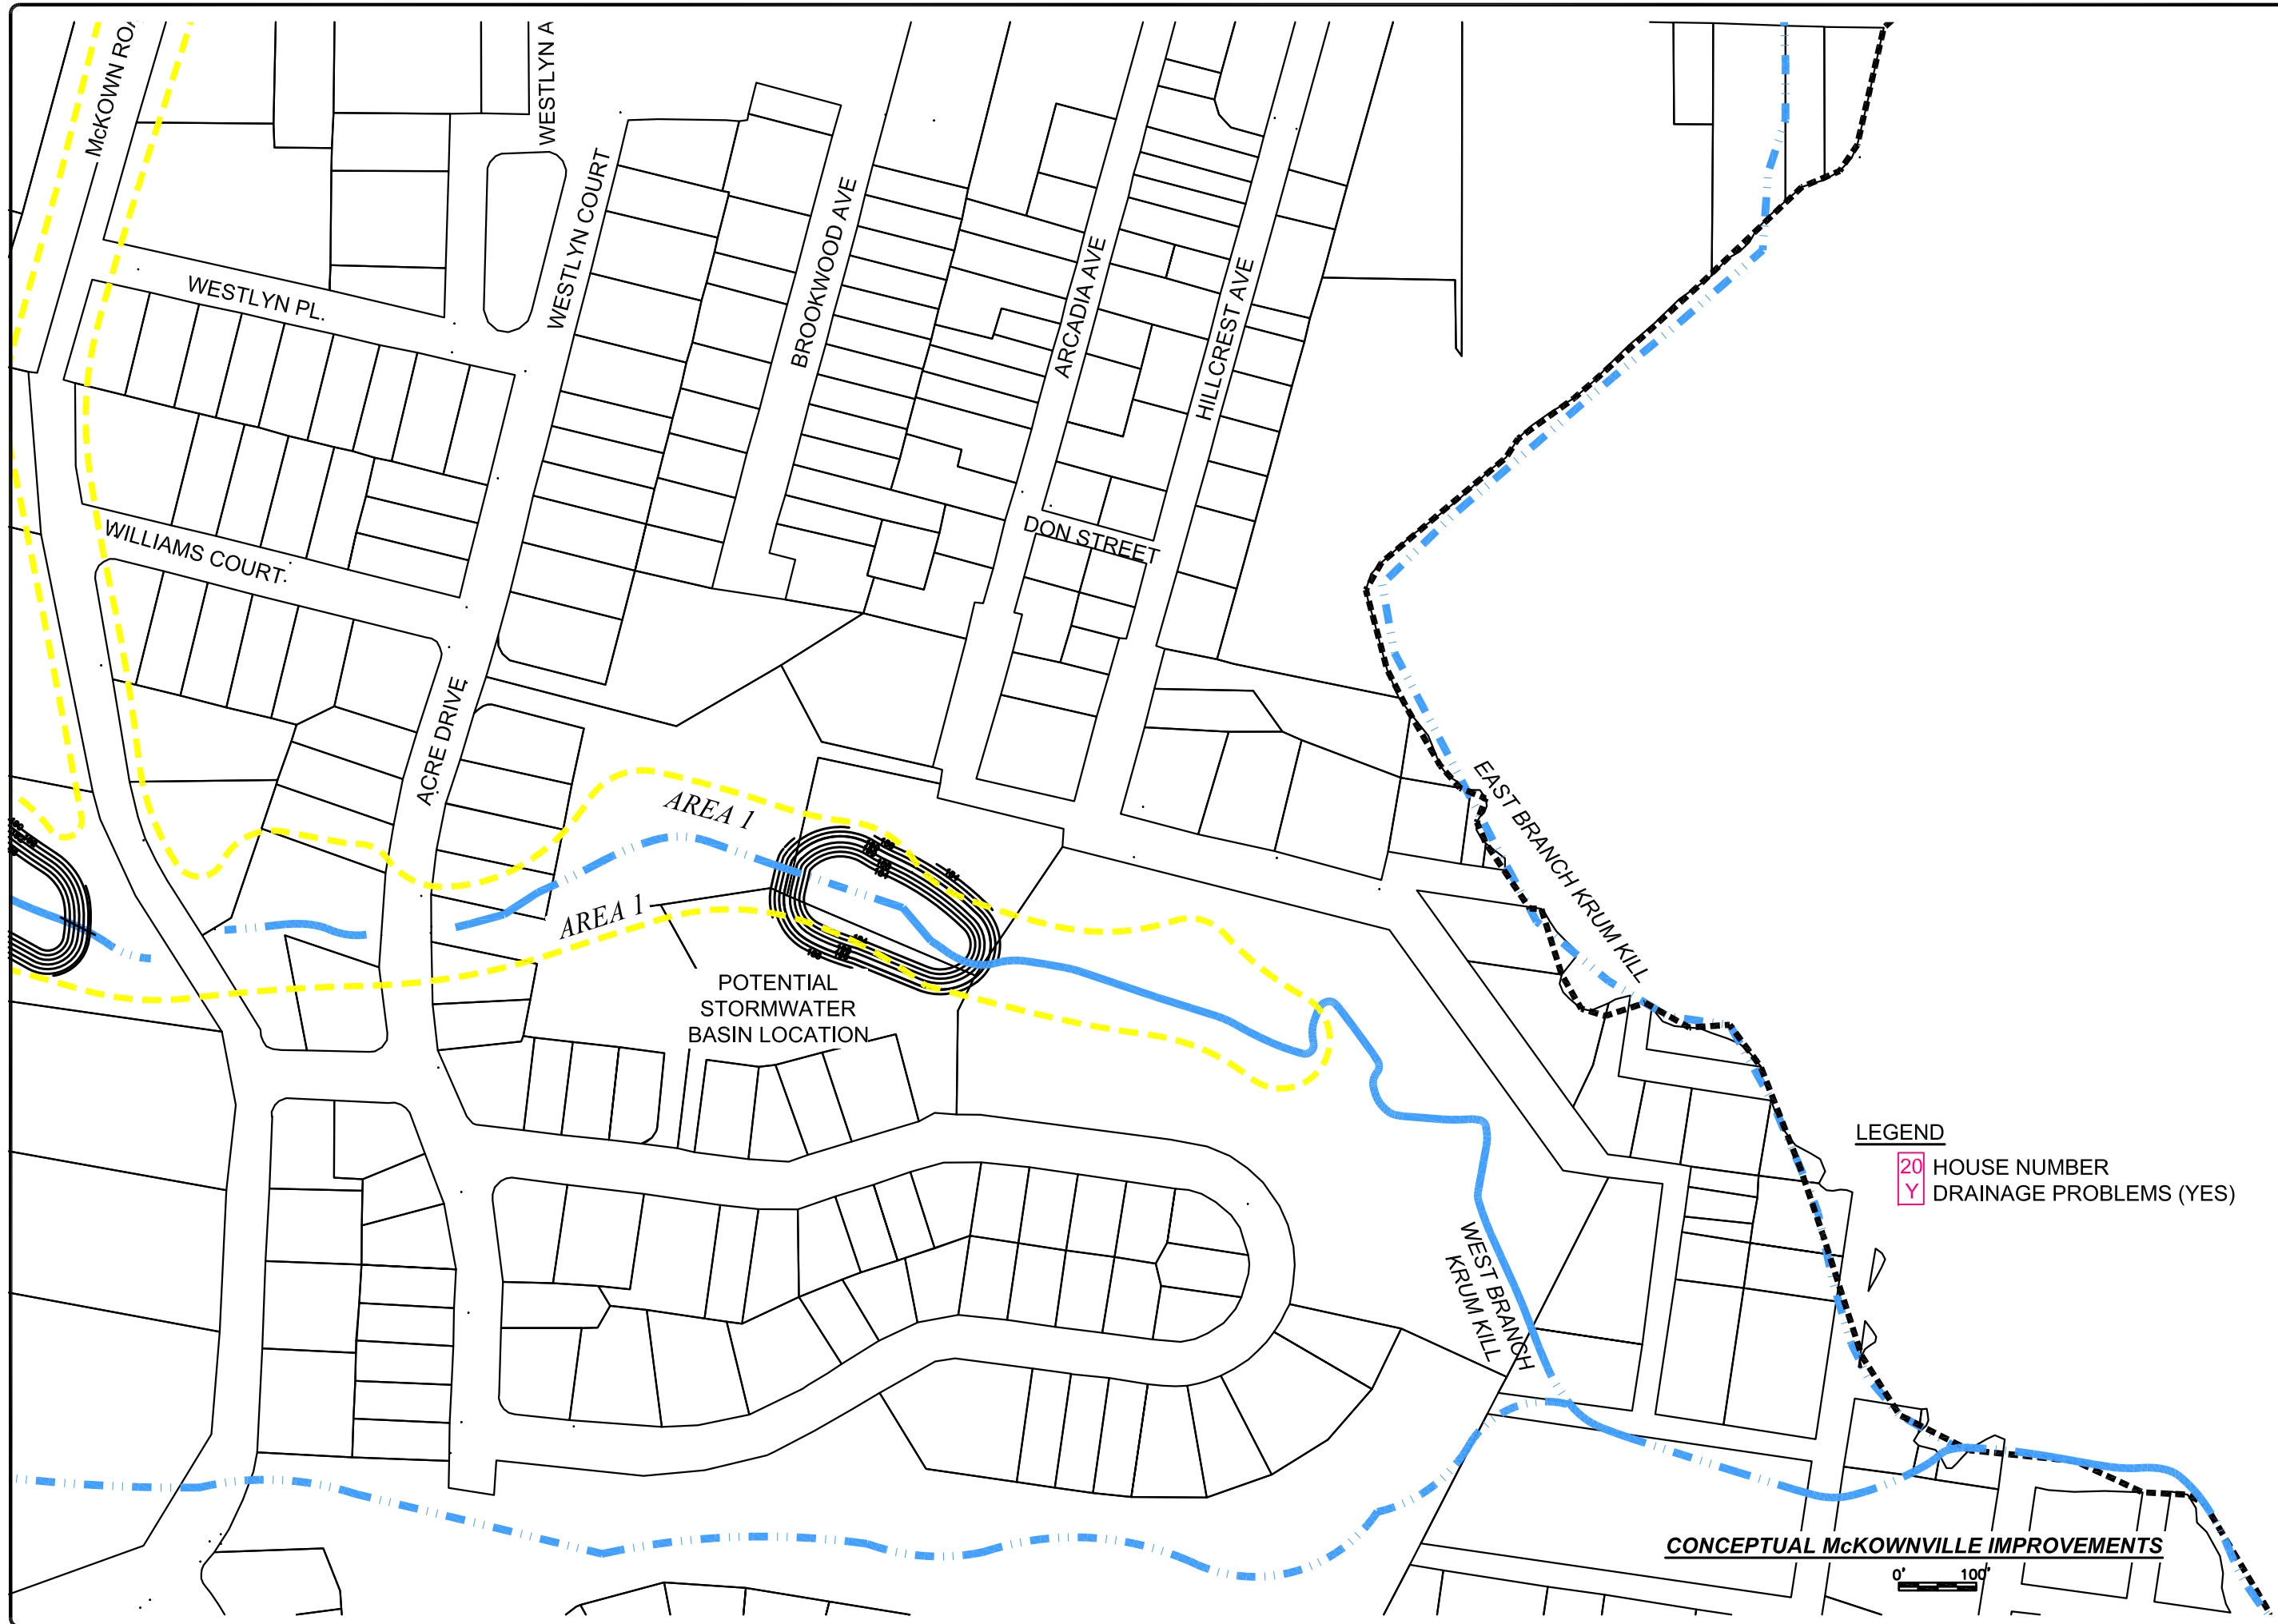 McKOWN ROA
WESTLYN A
WESTLYN COURT
BROOKWOOD AVE
ARCADIA AVE
HILLCREST AVE
WESTLYN PL.
DON STREET
WILLIAMS COURT.
ACRE DRIVE
EAST BRANCH KRUM KILL
AREA 1
AREA 1
POTENTIAL
STORMWATER
BASIN LOCATION
LEGEND
20 HOUSE NUMBER
Y DRAINAGE PROBLEMS (YES)
WEST BRANCH
KRUM KILL
CONCEPTUAL McKOWNVILLE IMPROVEMENTS
0' 100'